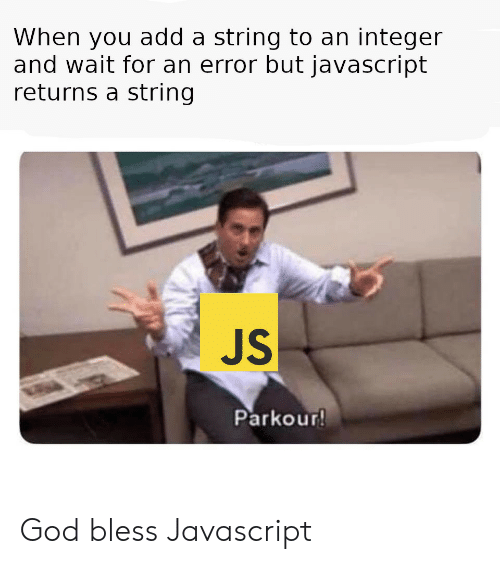 When you add a string to an integer
and wait for an error but javascript
returns a string
JS
Parkour!
God bless Javascript